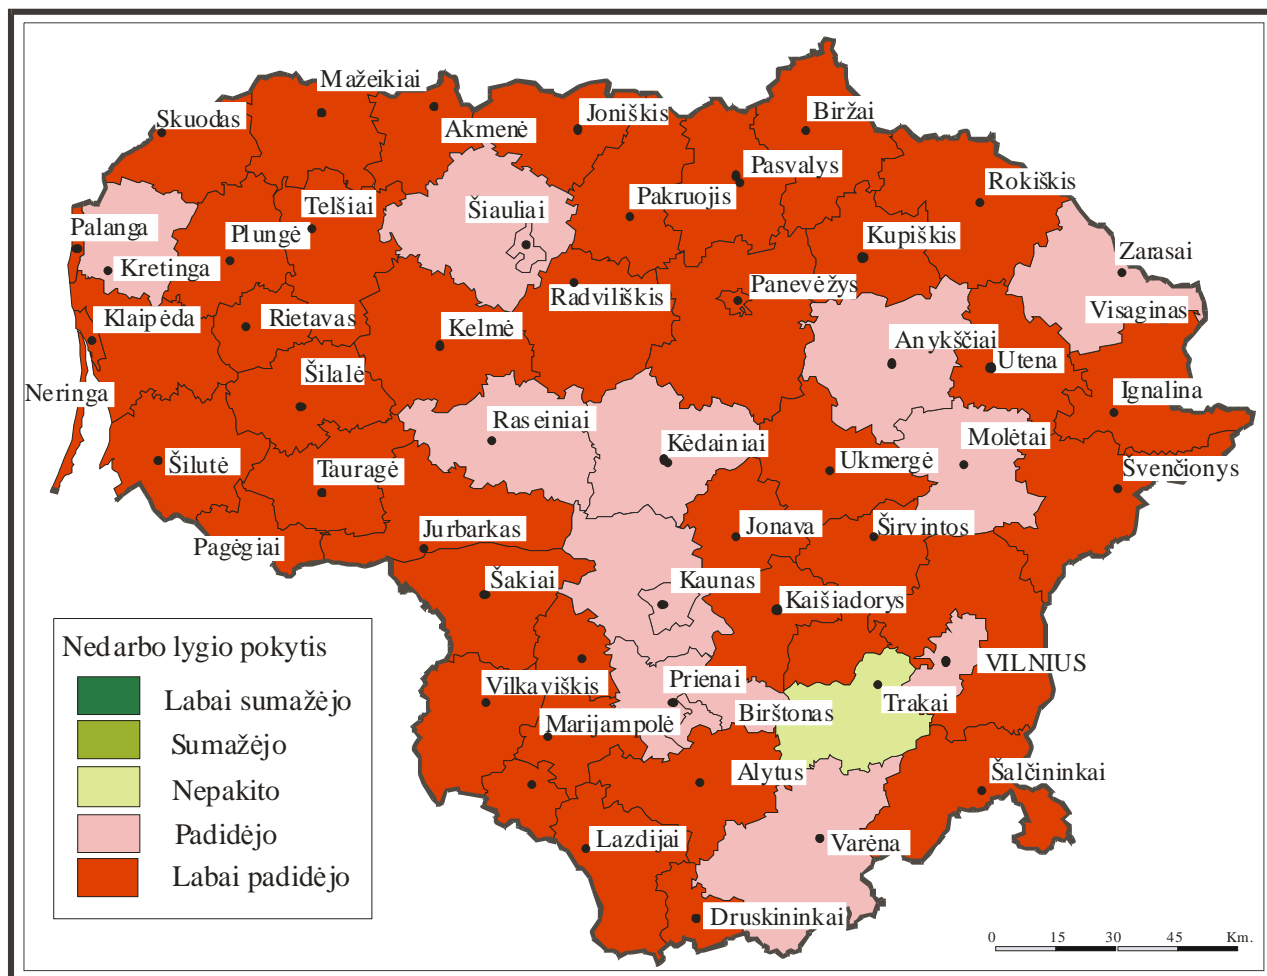 Mažeikiai
Skuodas
Akmenė
Joniškis
Biržai
Pasvalys
Rokiškis
Telšiai
Šiauliai
Pakruojis
Palanga
Plungė
Kupiškis
Zarasai
Kretinga
Radviliškis
Panevėžys
Visaginas
Klaipėda
Rietavas
Kelmė
Anykščiai
Utena
Šilalė
Neringa
Ignalina
Raseiniai
Kėdainiai
Molėtai
Šilutė
Tauragė
Ukmergė
Švenčionys
Jurbarkas
Jonava
Širvintos
Pagėgiai
Šakiai
Kaunas
Kaišiadorys
VILNIUS
Vilkaviškis
Prienai
Trakai
Marijampolė
Birštonas
Alytus
Šalčininkai
Lazdijai
Varėna
Druskininkai
Nedarbo lygio pokytis
Labai sumažėjo
Sumažėjo
Nepakito
Padidėjo
Labai padidėjo
0 15 30 45 Km.